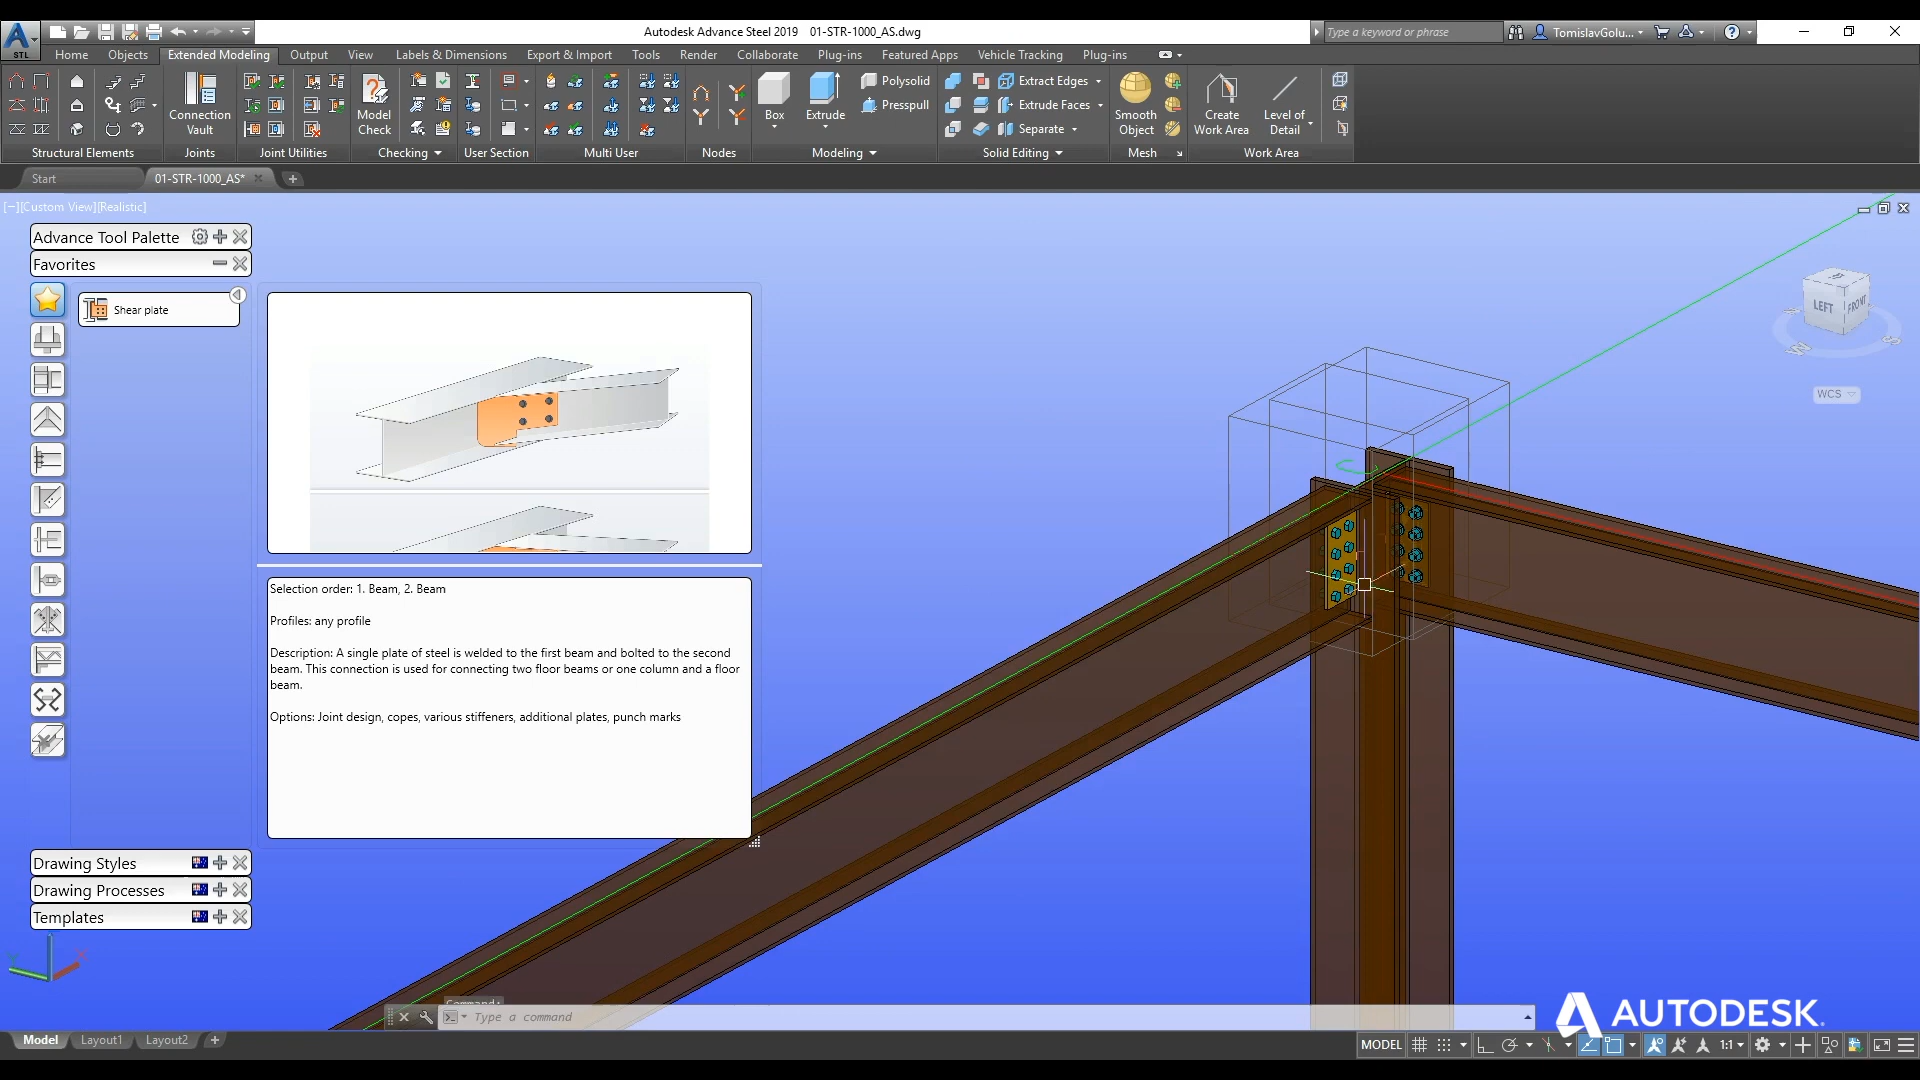 Autodesk Advance Steel 2019 01-STR-1000_AS.dwg
Type a keyword or phrase
TomislavGolu...
STL
Home Objects Extended Modeling Output View Labels & Dimensions Export & Import Tools Render Dynamic Zoom Collaborate Plug-ins Featured Apps Vehicle Tracking Plug-ins
Connection Vault
Model Check
Box
Extrude
Polysolid
Presspull
Extract Edges
Extrude Faces
Separate
Smooth Object
Create Work Area
Level of Detail
Structural Elements Joints Joint Utilities Checking User Section Multi User Nodes Modeling Solid Editing Mesh Work Area
Start 01-STR-1000_AS*
[−][Custom View][Realistic]
Advance Tool Palette
Favorites
Shear plate
LEFT
FRONT
WCS
Selection order: 1. Beam, 2. Beam
Profiles: any profile
Description: A single plate of steel is welded to the first beam and bolted to the second
beam. This connection is used for connecting two floor beams or one column and a floor
beam.
Options: Joint design, copes, various stiffeners, additional plates, punch marks
Drawing Styles
Drawing Processes
Templates
Command:
Type a command
AUTODESK.
Model Layout1 Layout2
MODEL
1:1